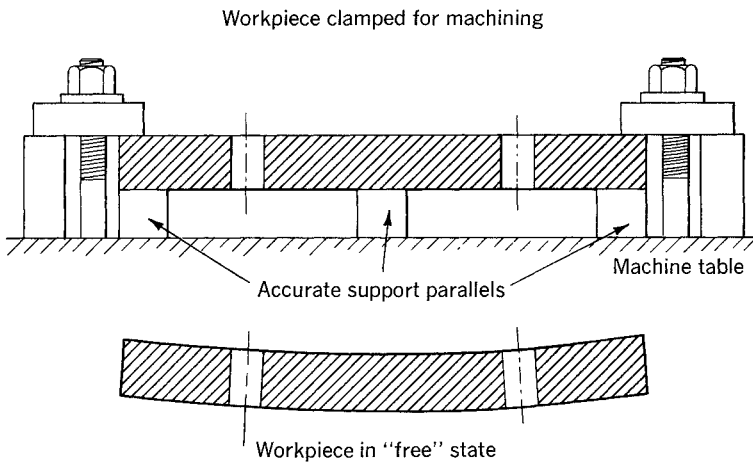 Workpiece clamped for machining
Machine table
Accurate support parallels
Workpiece in “free” state